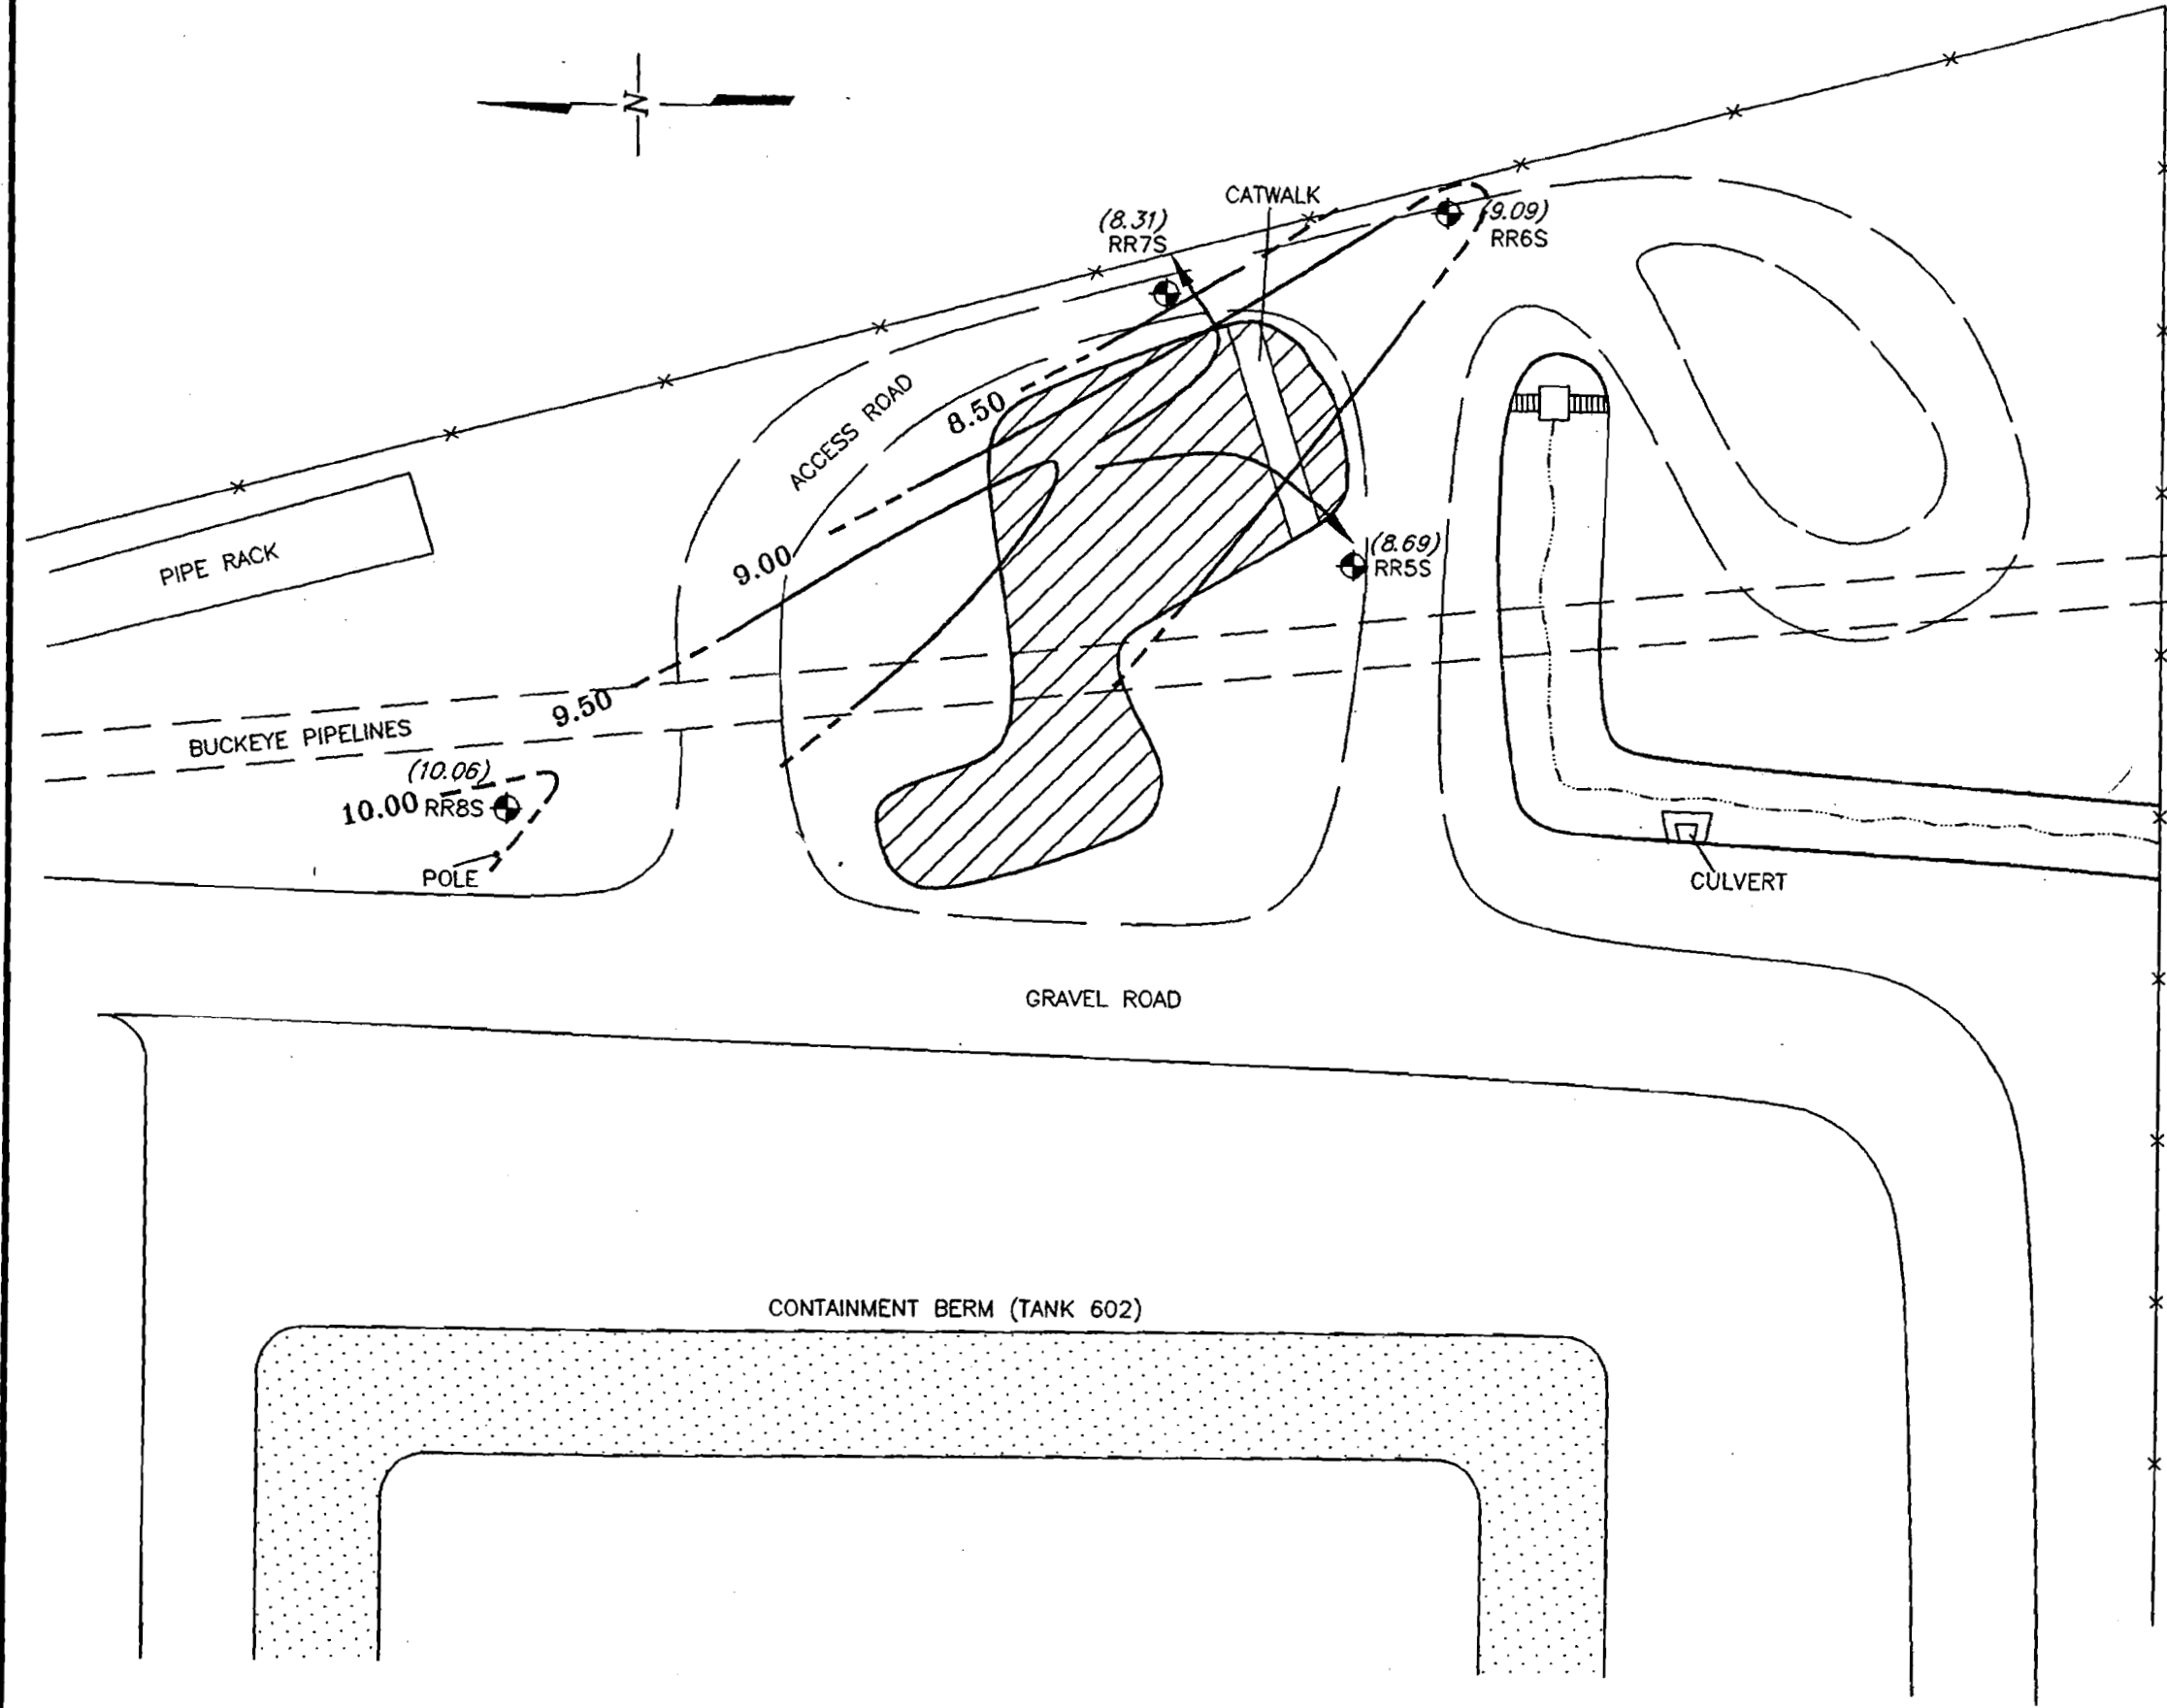 N
CATWALK
(8.31)
RR7S
(9.09)
RR6S
ACCESS ROAD
8.50
PIPE RACK
9.00
(8.69)
RR5S
9.50
BUCKEYE PIPELINES
(10.06)
10.00 RR8S
POLE
CULVERT
GRAVEL ROAD
CONTAINMENT BERM (TANK 602)